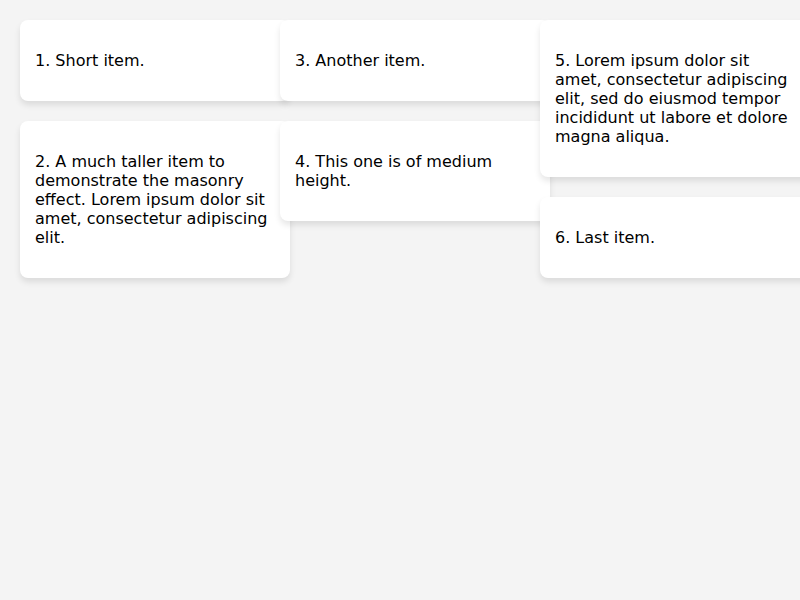 1. Short item.
2. A much taller item to
demonstrate the masonry
effect. Lorem ipsum dolor sit
amet, consectetur adipiscing
elit.
3. Another item.
4. This one is of medium
height.
5. Lorem ipsum dolor sit
amet, consectetur adipiscing
elit, sed do eiusmod tempor
incididunt ut labore et dolore
magna aliqua.
6. Last item.